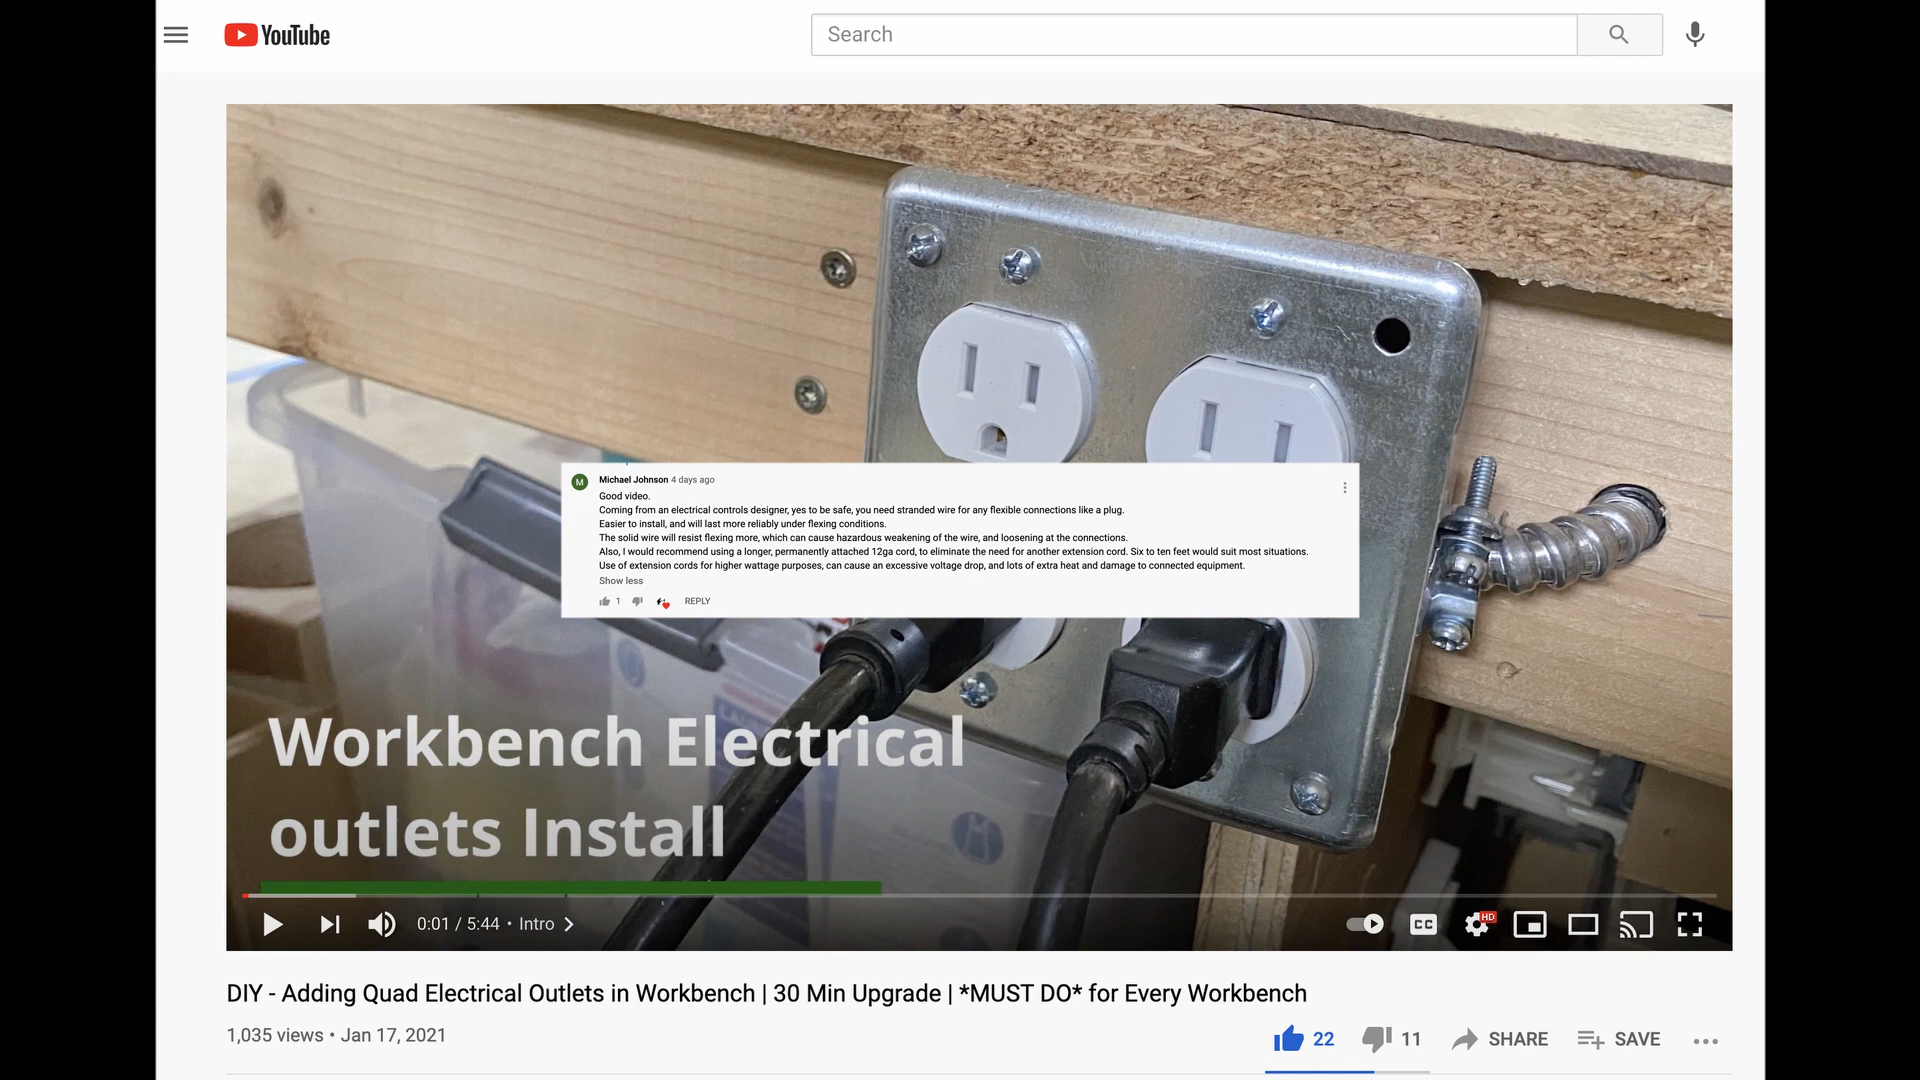 YouTube
Search
M
Michael Johnson 4 days ago
Good video.
Coming from an electrical controls designer, yes to be safe, you need stranded wire for any flexible connections like a plug.
Easier to install, and will last more reliably under flexing conditions.
The solid wire will resist flexing more, which can cause hazardous weakening of the wire, and loosening at the connections.
Also, I would recommend using a longer, permanently attached 12ga cord, to eliminate the need for another extension cord. Six to ten feet would suit most situations.
Use of extension cords for higher wattage purposes, can cause an excessive voltage drop, and lots of extra heat and damage to connected equipment.
Show less
1 REPLY
Workbench Electrical
outlets Install
0:01 / 5:44 • Intro
CC HD
DIY - Adding Quad Electrical Outlets in Workbench | 30 Min Upgrade | *MUST DO* for Every Workbench
1,035 views • Jan 17, 2021
22 11 SHARE SAVE